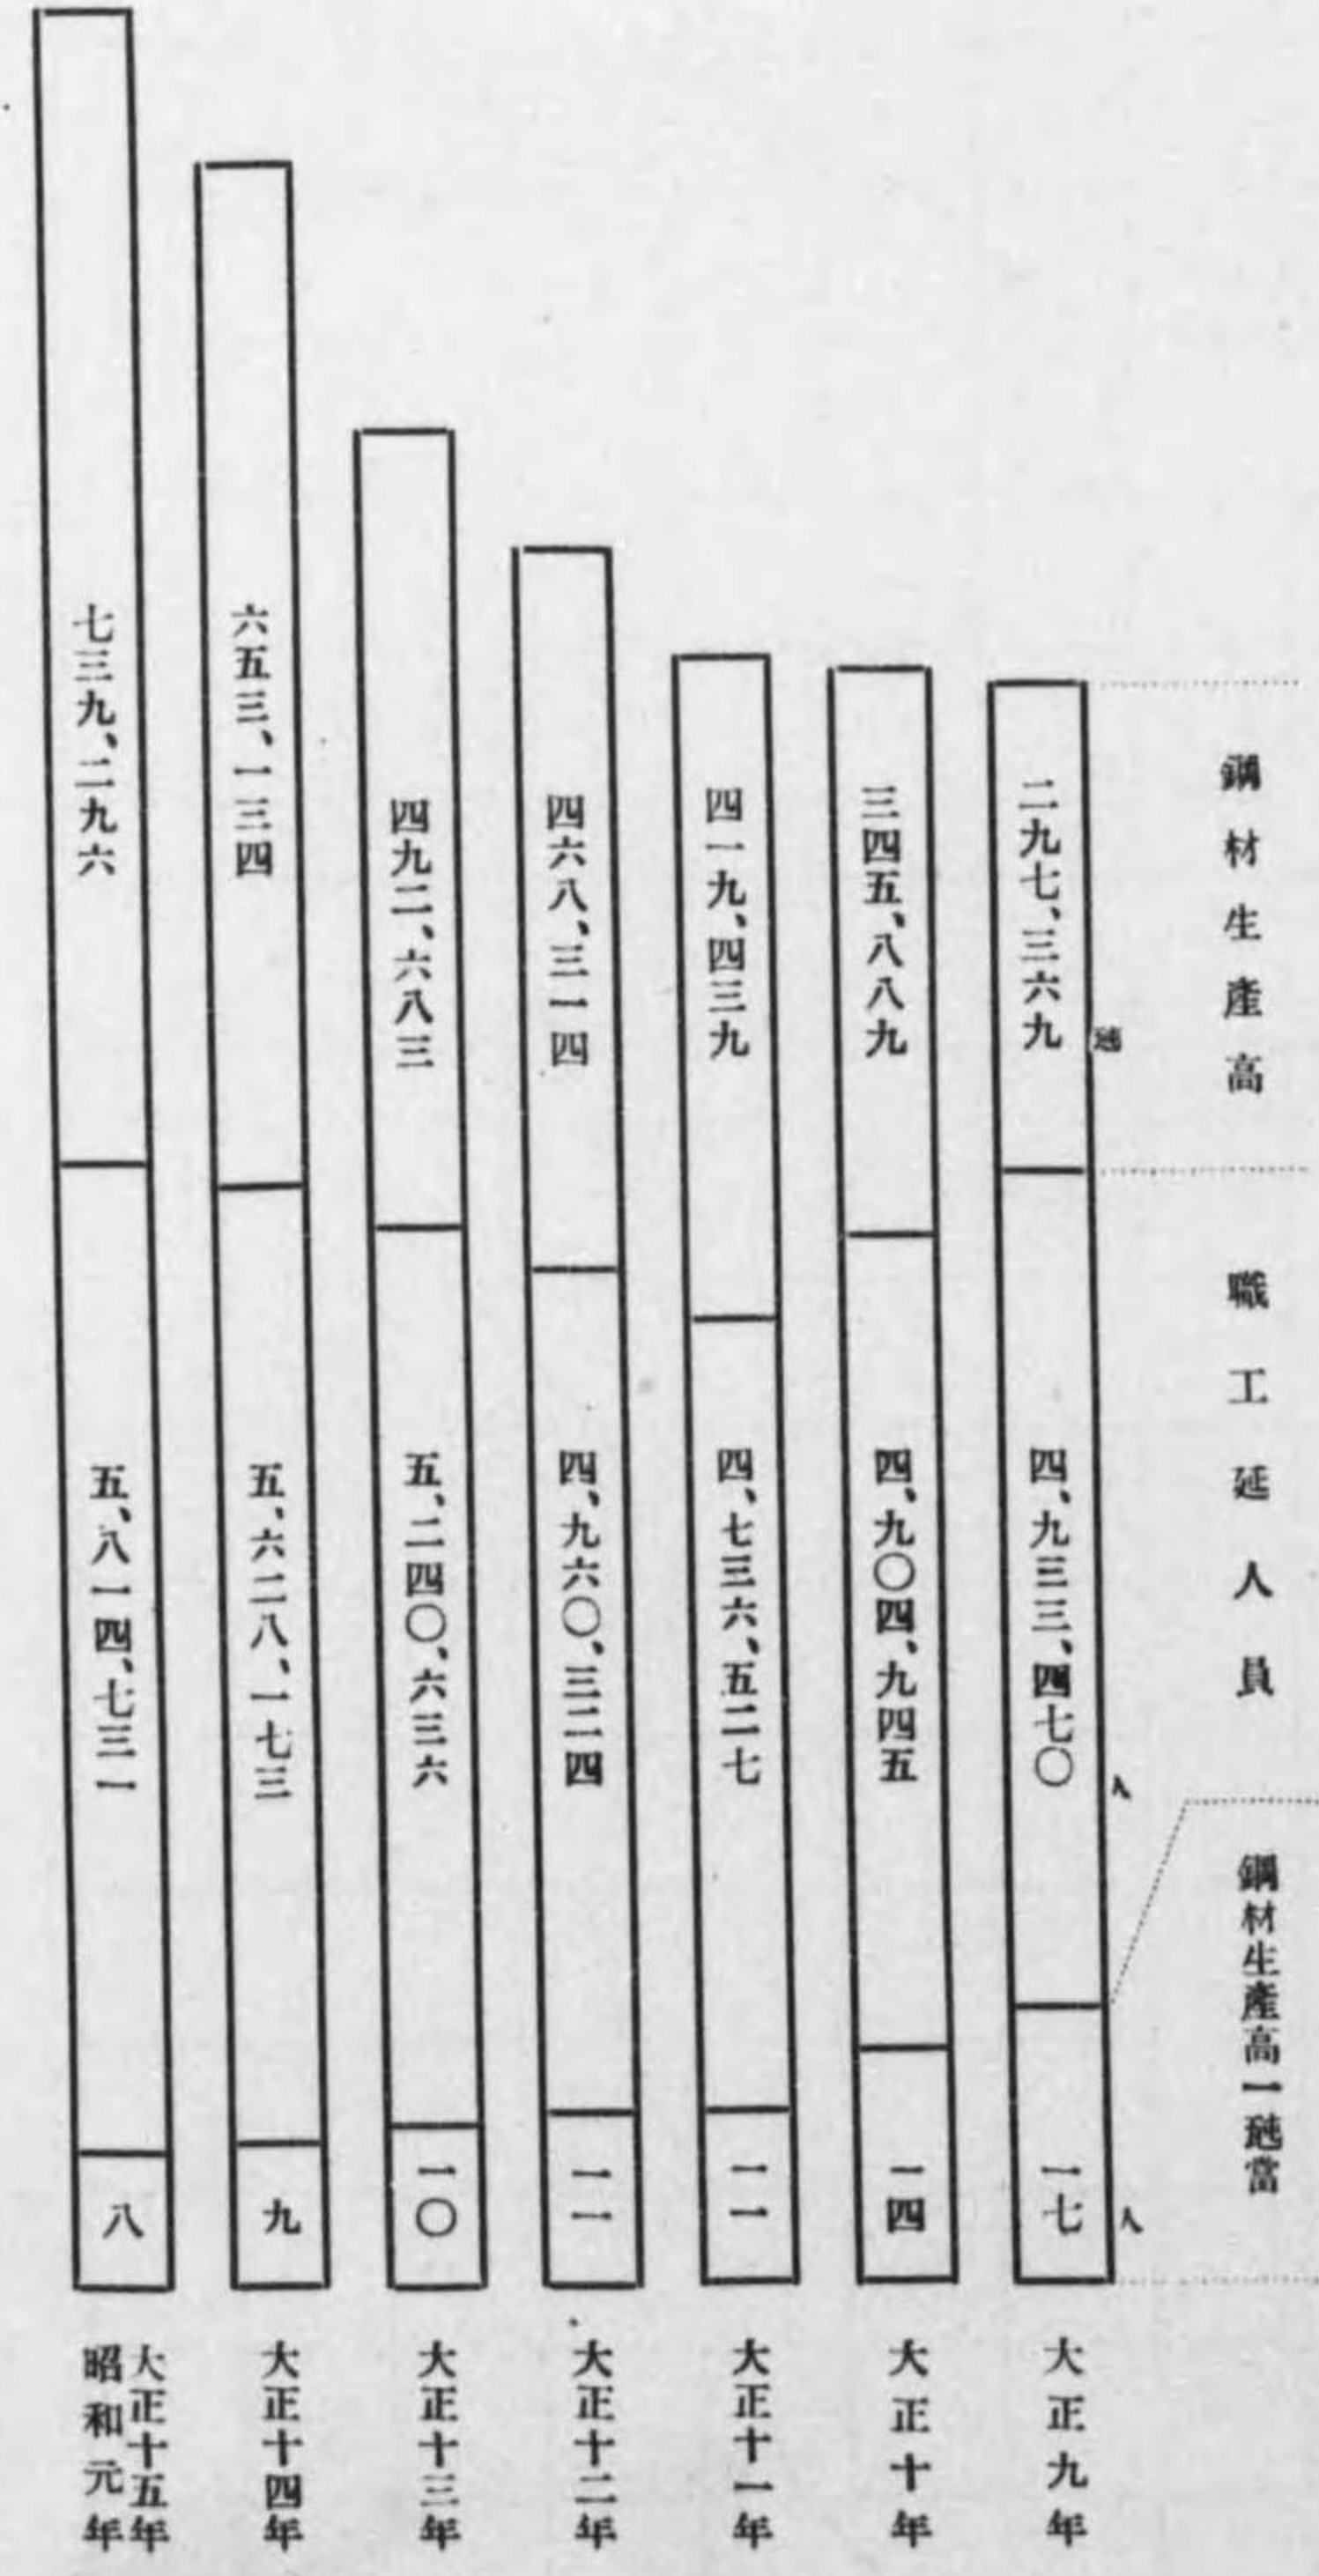 鋼材生產高
職工延人員
鋼材生產高一瓲當
二九七、三六九
瓲
四、九三三、四七〇
人
一七
人
大正九年
三四五、八八九
四、九〇四、九四五
一四
大正十年
四一九、四三九
四、七三六、五二七
一一
大正十一年
四六八、三一四
四、九六〇、三二四
一一
大正十二年
四九二、六八三
五、二四〇、六三六
一〇
大正十三年
六五三、一三四
五、六二八、一七三
九
大正十四年
七三九、二九六
五、八一四、七三一
八
大正十五年
昭和元年